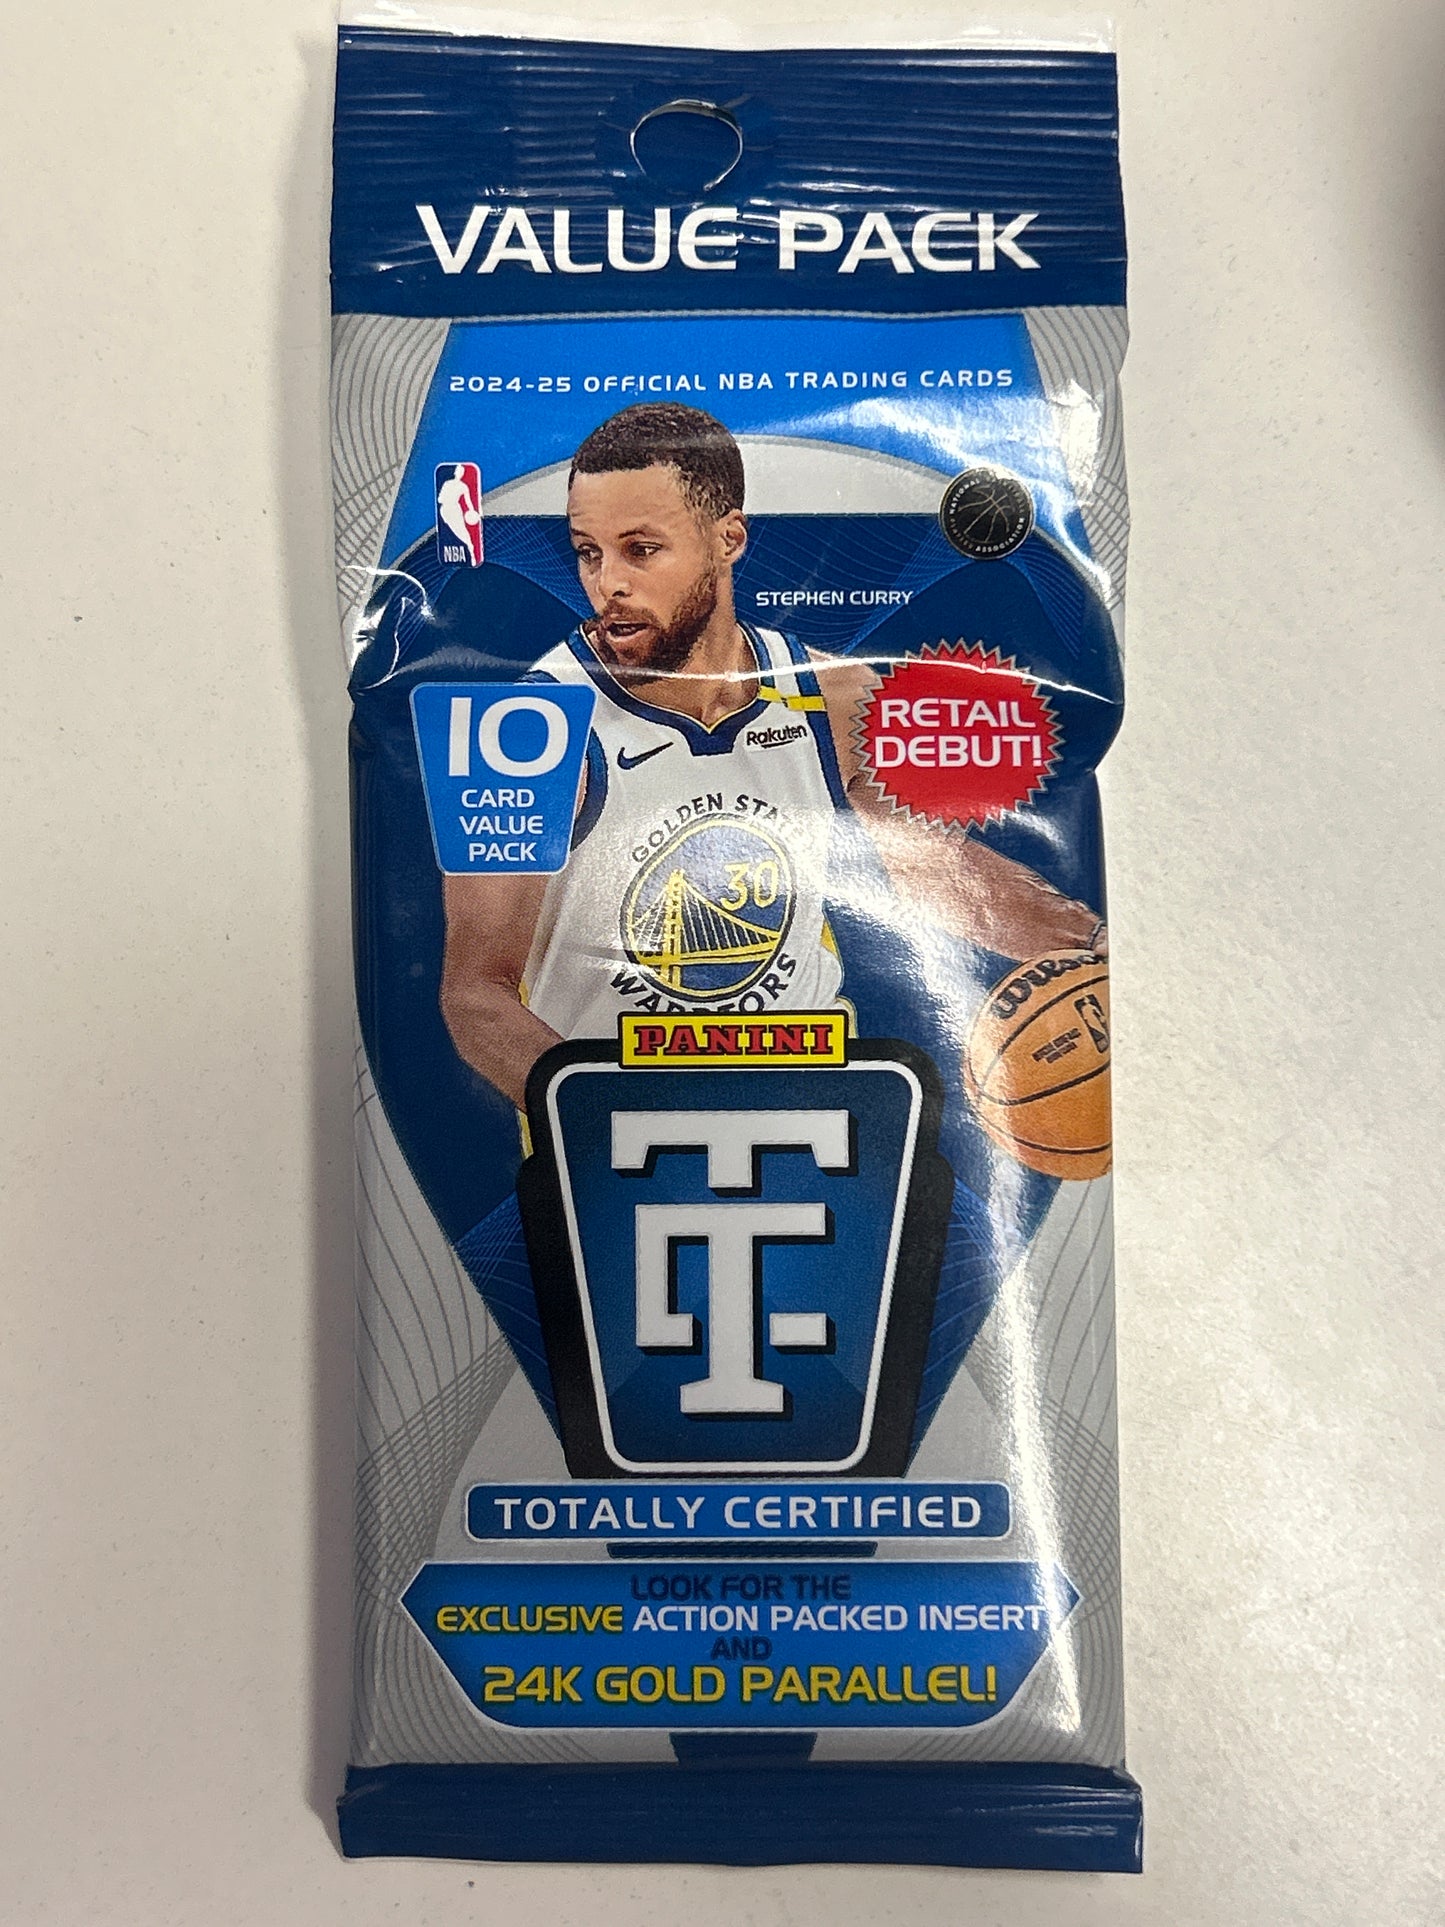 VALUE PACK
2024-25 OFFICIAL NBA TRADING CARDS
NBA
STEPHEN CURRY
RETAIL
DEBUT!
10
CARD
VALUE
PACK
Rakuten
GOLDEN STATE
30
WARRIORS
Wilson
PANINI
TOTALLY CERTIFIED
LOOK FOR THE
EXCLUSIVE ACTION PACKED INSERT
AND
24K GOLD PARALLEL!